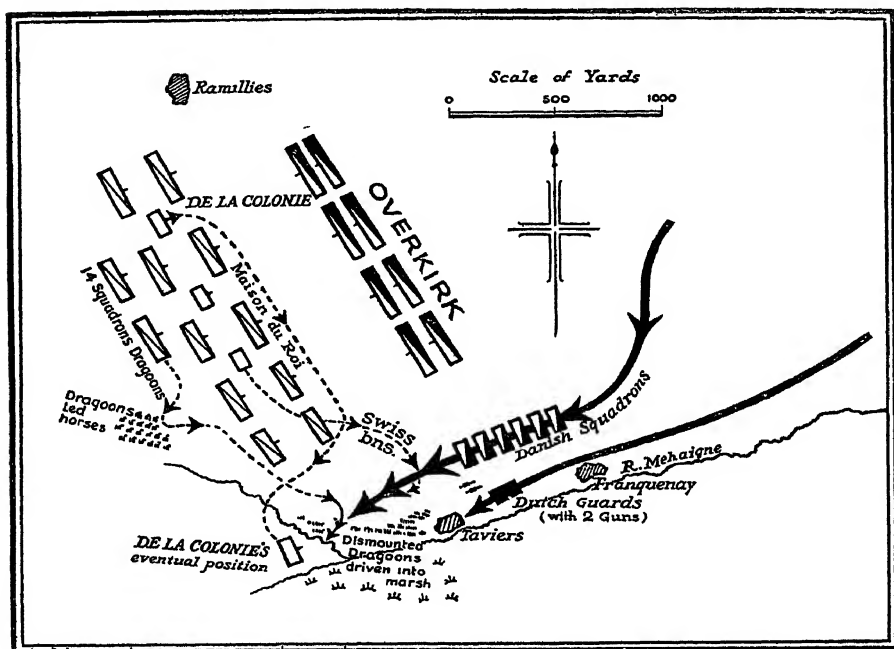 Ramillies
Scale of Yards
0 500 1000
DE LA COLONIE
OVERKIRK
Maison du Roi
14 Squadrons Dragoons
Dragoons
led
horses
Swiss
bns.
Danish Squadrons
R. Mehaigne
Franquenay
Dutch Guards
(with 2 Guns)
Taviers
Dismounted
Dragoons
driven into
marsh
DE LA COLONIE'S
eventual position